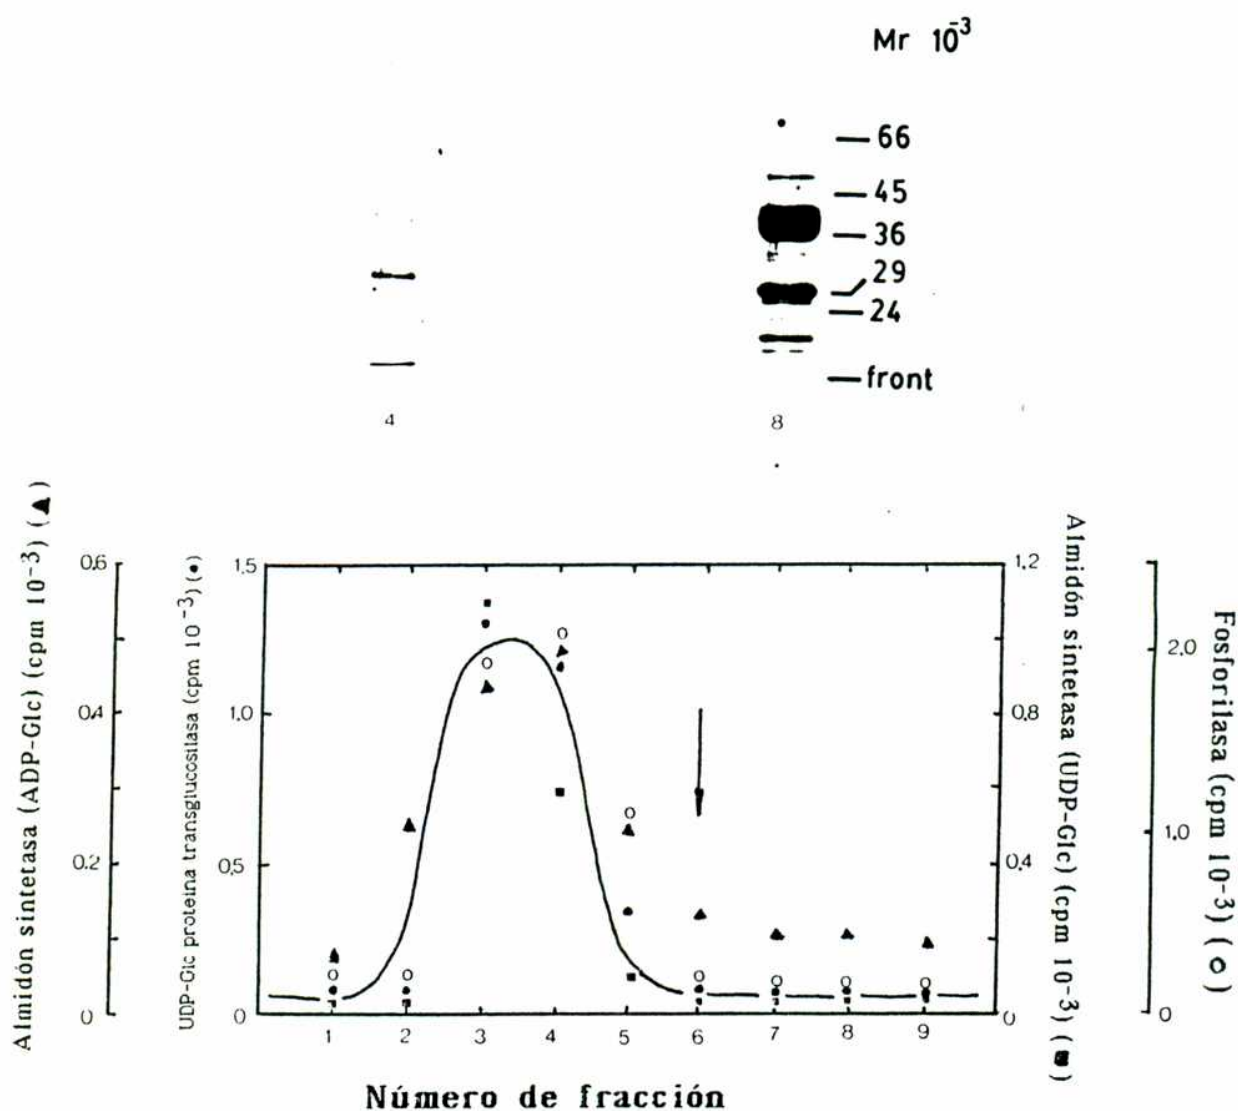 Mr 10⁻³
66
45
36
29
24
front
4
8
Almidón sintetasa (ADP-Glc) (cpm 10⁻³) (▲)
0.6
0.4
0.2
0
UDP-Glc proteina transglucosilasa (cpm 10⁻³) (●)
1.5
1.0
0.5
0
1.2
0.8
0.4
0
Almidón sintetasa (UDP-Glc) (cpm 10⁻³) (■)
2.0
1.0
0
Fosforilasa (cpm 10⁻³) (○)
1 2 3 4 5 6 7 8 9
Número de fracción